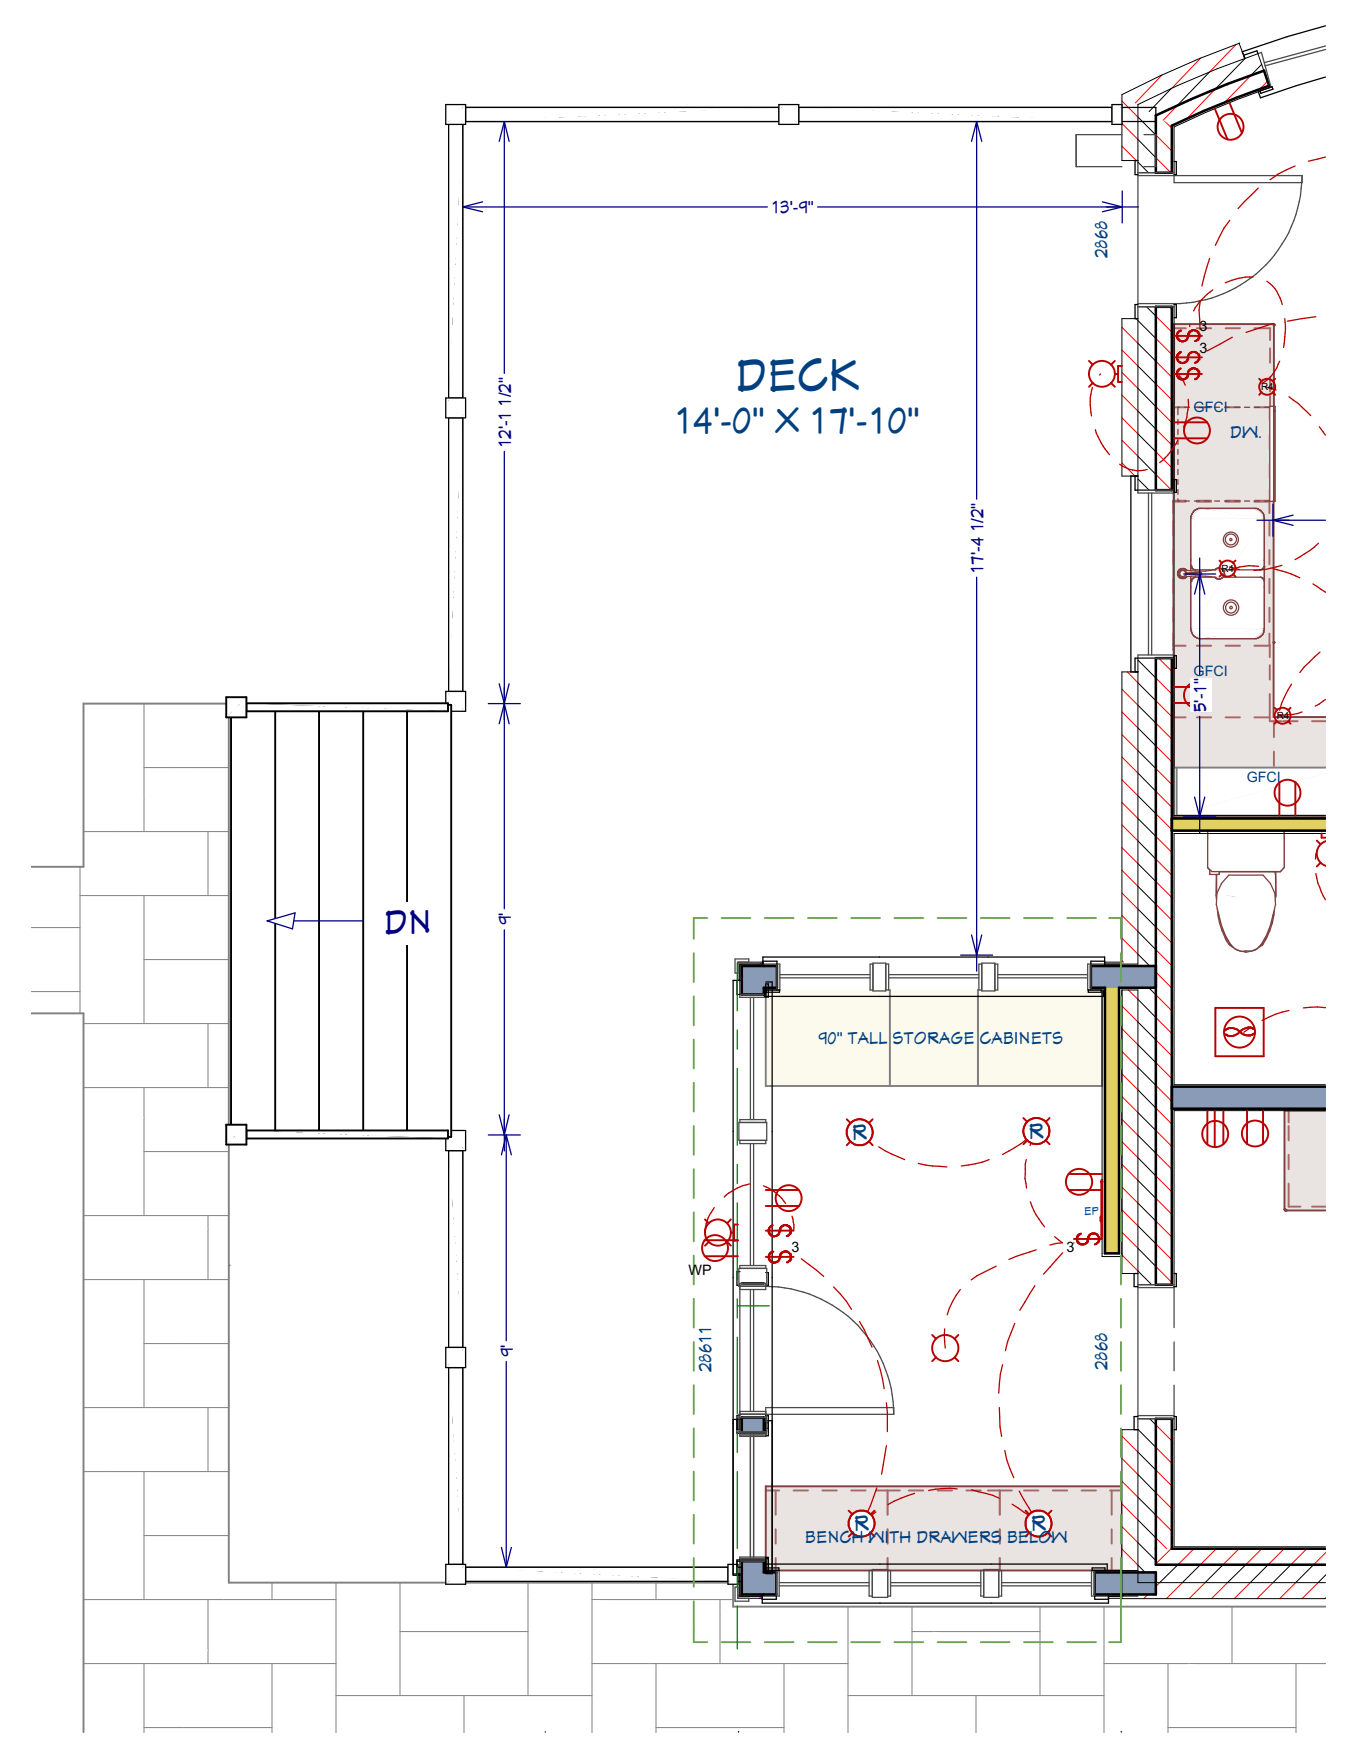 13'-9"
2868
DECK
14'-0" X 17'-10"
12'-1 1/2"
17'-4 1/2"
3
$
3
$
$
R4
GFCI
DW.
R4
GFCI
5'-1"
R4
GFCI
DN
9'
90" TALL STORAGE CABINETS
R
R
EP
$
3
$
3
$
WP
28611
2868
9'
R
R
BENCH WITH DRAWERS BELOW